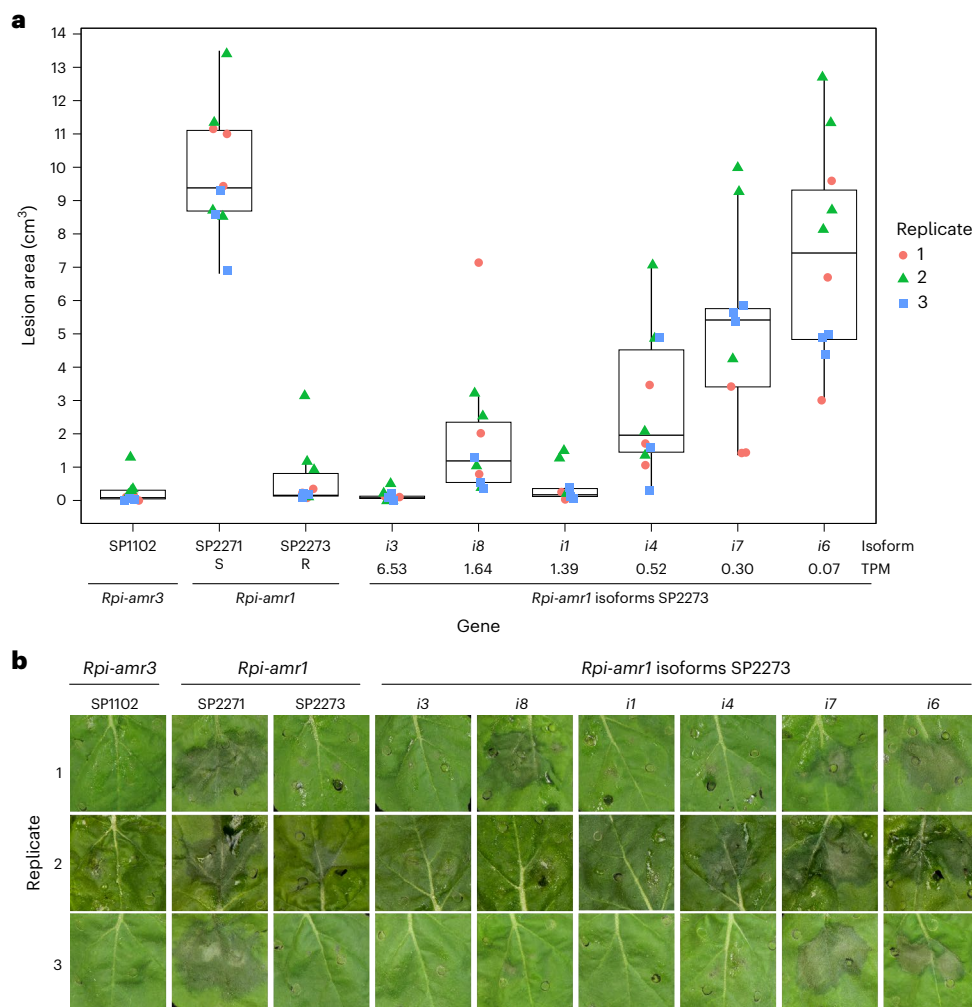 a
14
13
12
11
10
9
8
7
6
5
4
3
2
1
0
Lesion area (cm³)
Replicate
1
2
3
SP1102 SP2271 SP2273 i3 i8 i1 i4 i7 i6 Isoform
S R 6.53 1.64 1.39 0.52 0.30 0.07 TPM
Rpi-amr3 Rpi-amr1 Rpi-amr1 isoforms SP2273
Gene
b
Rpi-amr3 Rpi-amr1 Rpi-amr1 isoforms SP2273
SP1102 SP2271 SP2273 i3 i8 i1 i4 i7 i6
Replicate
1
2
3